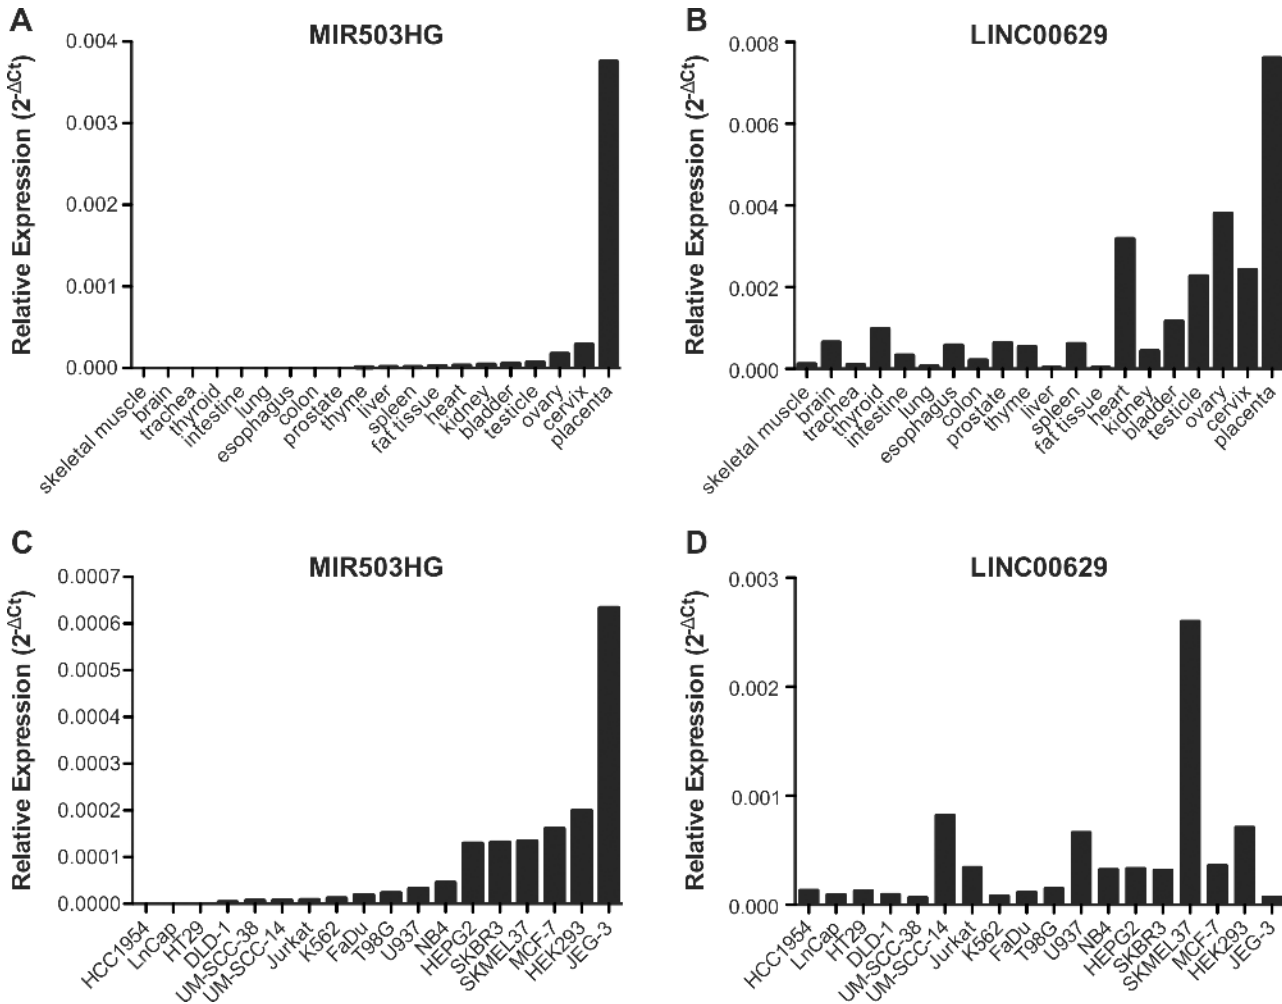 A
MIR503HG
Relative Expression (2-ΔCt)
0.004
0.003
0.002
0.001
0.000
skeletal muscle
brain
trachea
thyroid
intestine
lung
esophagus
colon
prostate
thyme
liver
spleen
fat tissue
heart
kidney
bladder
testicle
ovary
cervix
placenta
B
LINC00629
Relative Expression (2-ΔCt)
0.008
0.006
0.004
0.002
0.000
skeletal muscle
brain
trachea
thyroid
intestine
lung
esophagus
colon
prostate
thyme
liver
spleen
fat tissue
heart
kidney
bladder
testicle
ovary
cervix
placenta
C
MIR503HG
Relative Expression (2-ΔCt)
0.0007
0.0006
0.0005
0.0004
0.0003
0.0002
0.0001
0.0000
HCC1954
LnCap
HT29
DLD-1
UM-SCC-38
UM-SCC-14
Jurkat
K562
FaDu
T98G
U937
NB4
HEPG2
SKBR3
SKMEL37
MCF-7
HEK293
JEG-3
D
LINC00629
Relative Expression (2-ΔCt)
0.003
0.002
0.001
0.000
HCC1954
LnCap
HT29
DLD-1
UM-SCC-38
UM-SCC-14
Jurkat
K562
FaDu
T98G
U937
NB4
HEPG2
SKBR3
SKMEL37
MCF-7
HEK293
JEG-3